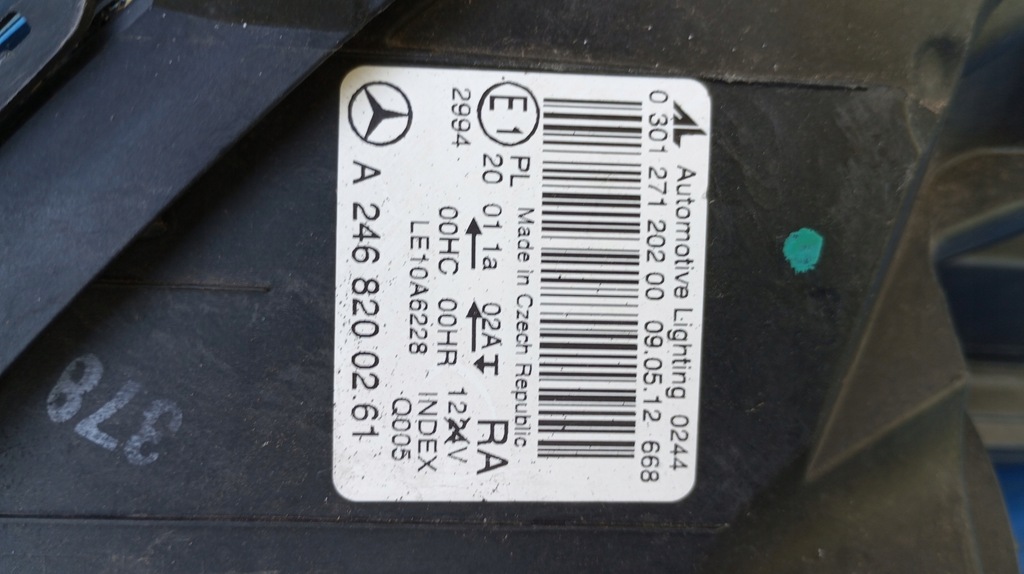 AL Automotive Lighting 0244
0 301 271 202 00 09.05.12 668
PL Made in Czech Republic
E1 20 01 1a 02A RA
2994 00HC 00HR 12V
LE10A6228 INDEX
Q005
A 246 820 02 61
378